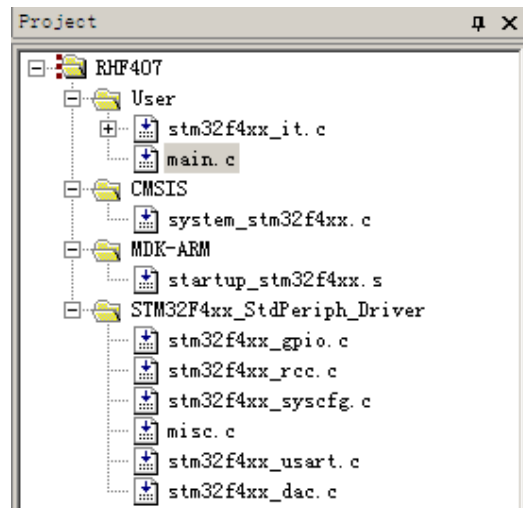 Project
RHF407
User
stm32f4xx_it.c
main.c
CMSIS
system_stm32f4xx.c
MDK-ARM
startup_stm32f4xx.s
STM32F4xx_StdPeriph_Driver
stm32f4xx_gpio.c
stm32f4xx_rcc.c
stm32f4xx_syscfg.c
misc.c
stm32f4xx_usart.c
stm32f4xx_dac.c